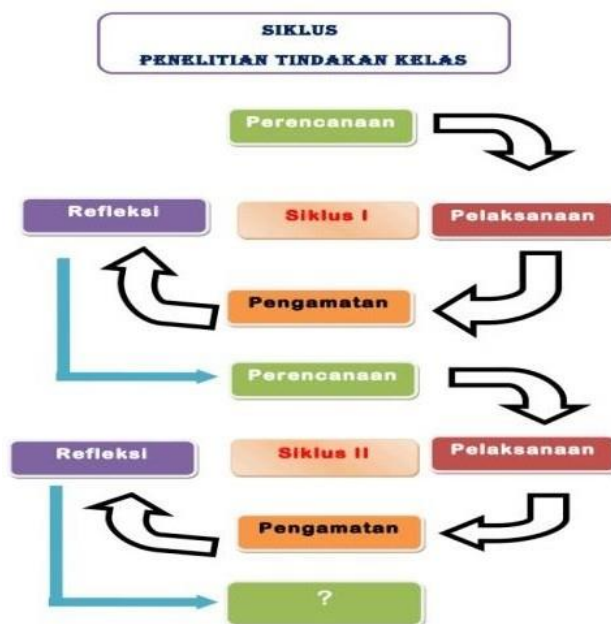 SIKLUS
PENELITIAN TINDAKAN KELAS
Perencanaan
Refleksi
Siklus I
Pelaksanaan
Pengamatan
Perencanaan
Refleksi
Siklus II
Pelaksanaan
Pengamatan
?